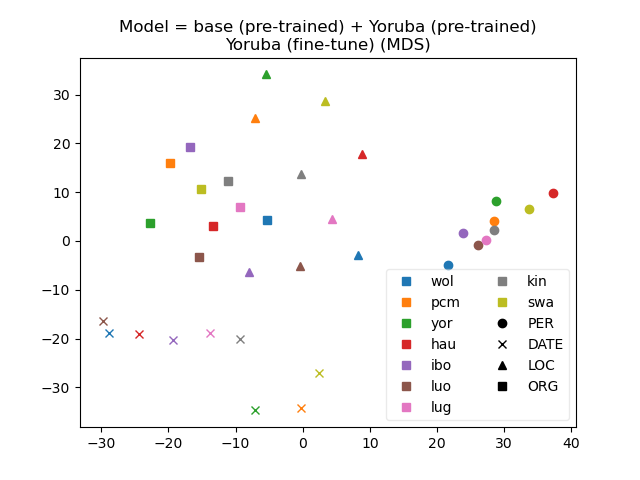 Model = base (pre-trained) + Yoruba (pre-trained)
Yoruba (fine-tune) (MDS)
30
20
10
0
−10
−20
−30
−30 −20 −10 0 10 20 30 40
wol kin
pcm swa
yor PER
hau DATE
ibo LOC
luo ORG
lug